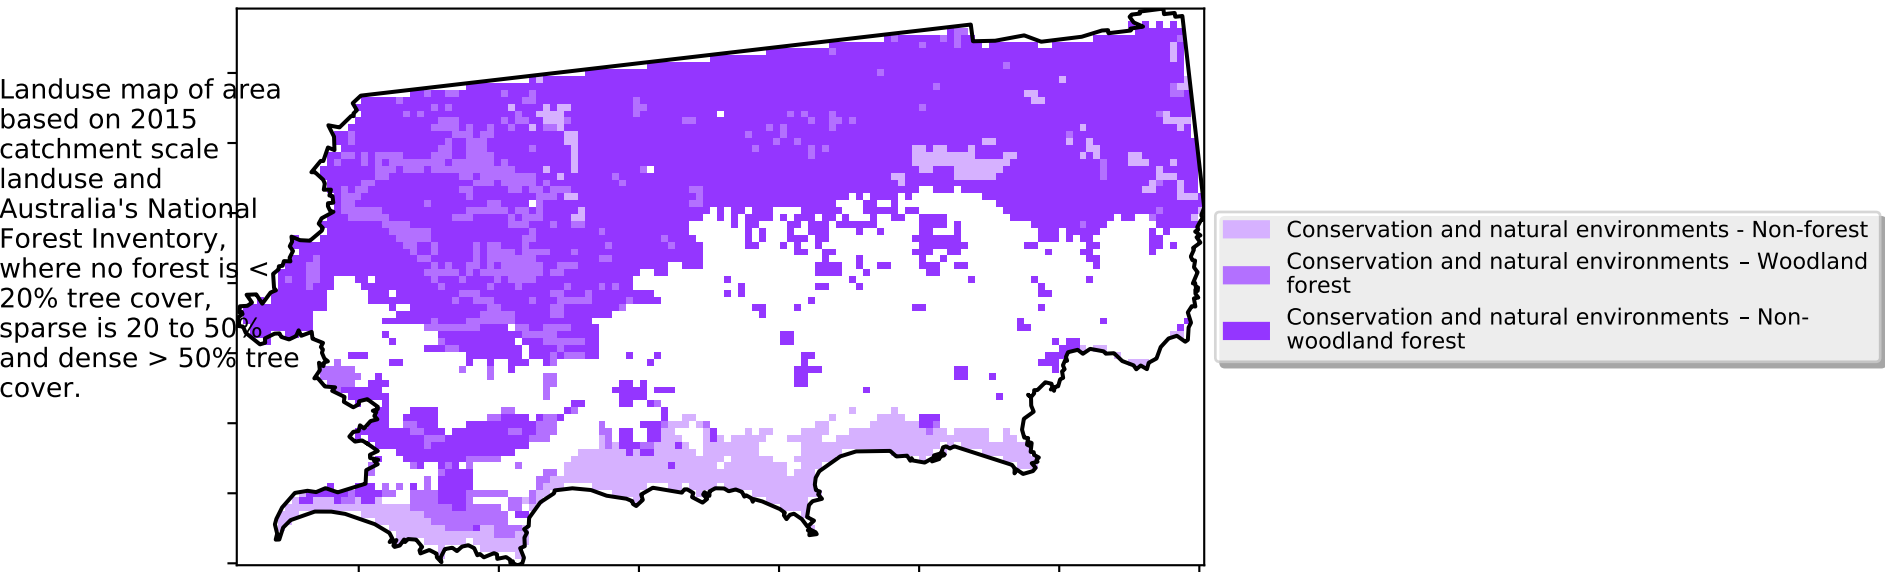 Landuse map of area
based on 2015
catchment scale
landuse and
Australia's National
Forest Inventory,
where no forest is <
20% tree cover,
sparse is 20 to 50%
and dense > 50% tree
cover.
Conservation and natural environments - Non-forest
Conservation and natural environments – Woodland
forest
Conservation and natural environments – Non-
woodland forest